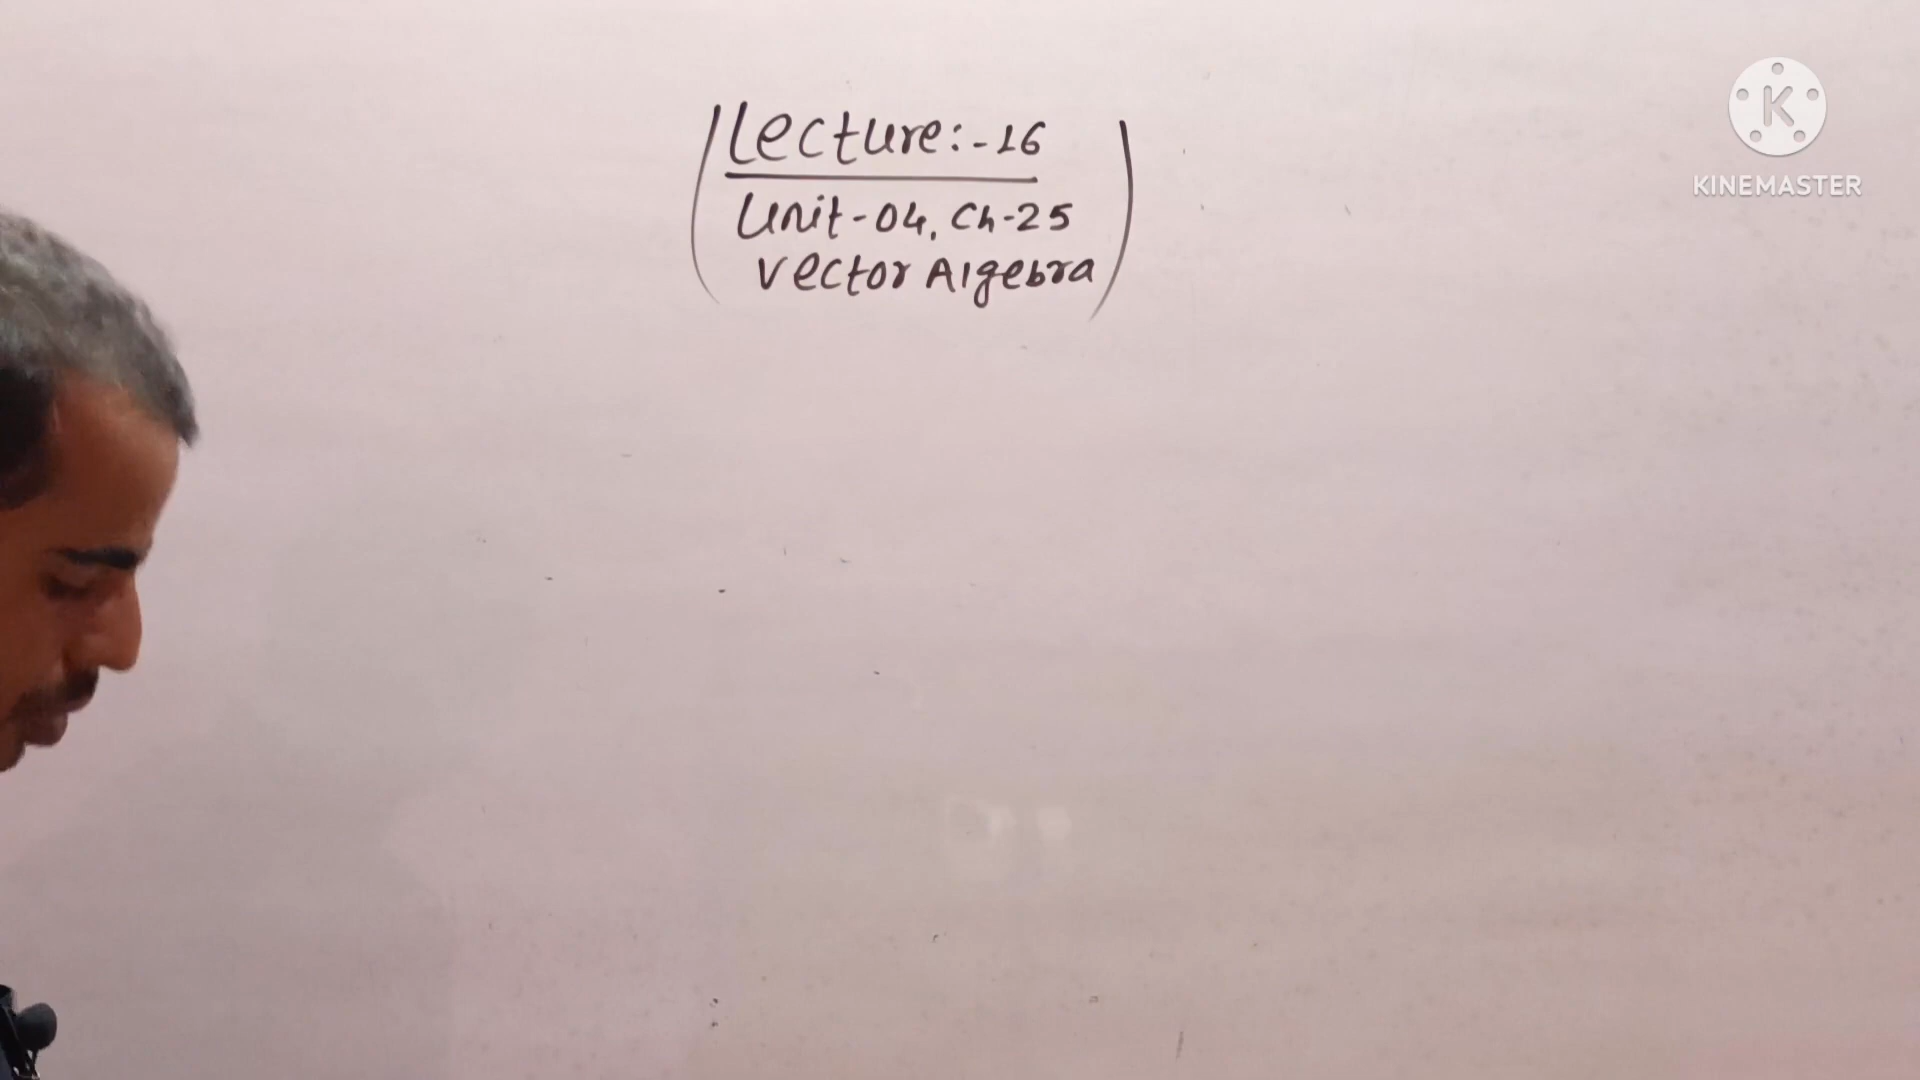 Lecture:-16
Unit-04, Ch-25
Vector Algebra
K
KINEMASTER